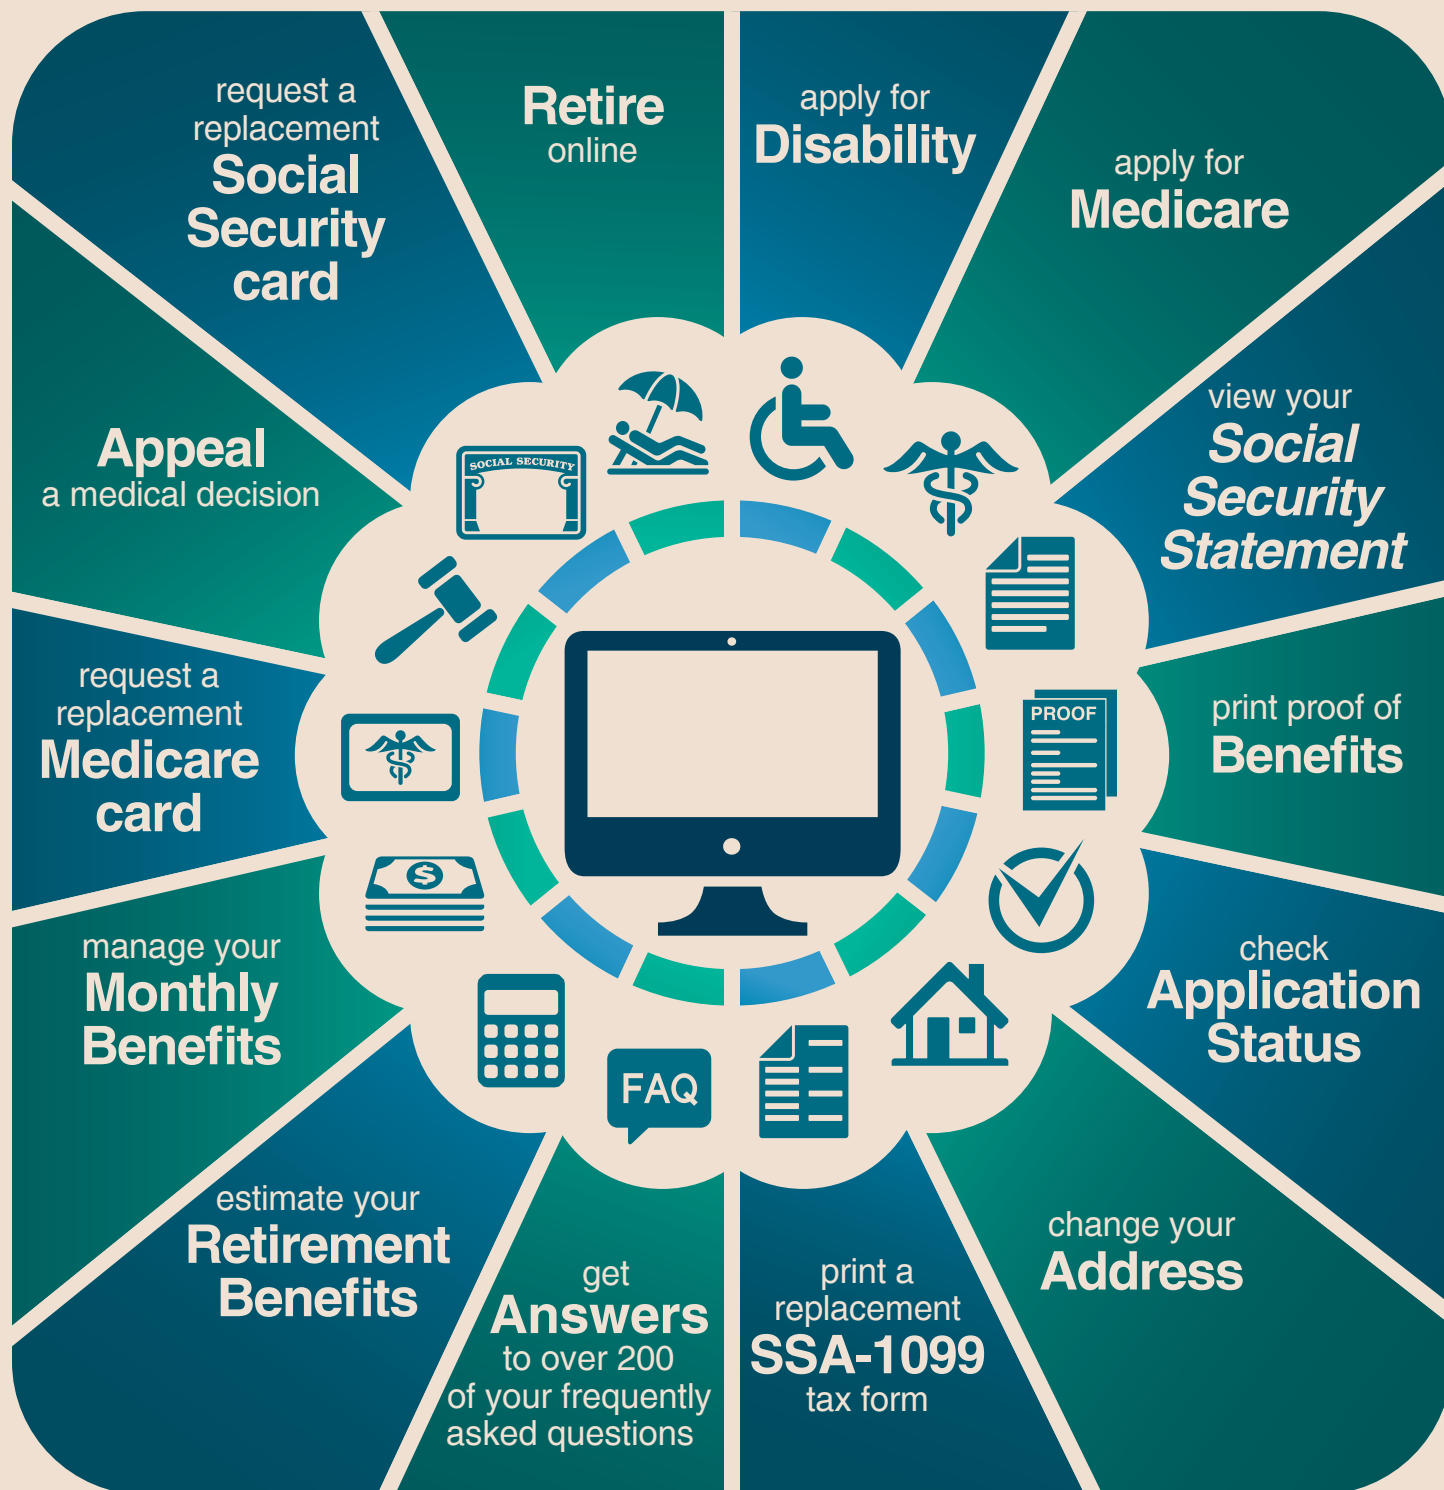 request a
replacement
Social
Security
card
Retire
online
apply for
Disability
apply for
Medicare
view your
Social
Security
Statement
print proof of
Benefits
check
Application
Status
change your
Address
print a
replacement
SSA-1099
tax form
get
Answers
to over 200
of your frequently
asked questions
estimate your
Retirement
Benefits
manage your
Monthly
Benefits
request a
replacement
Medicare
card
Appeal
a medical decision
SOCIAL SECURITY
PROOF
FAQ
$